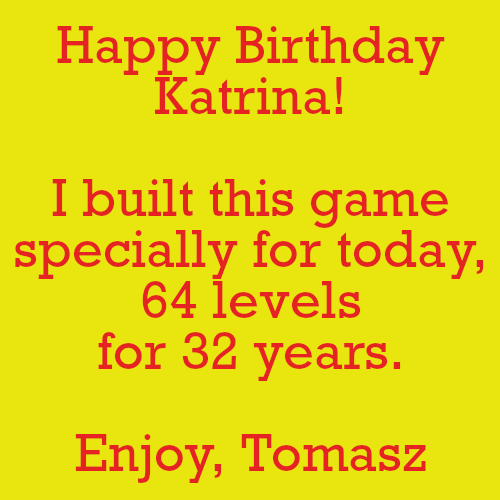 Happy Birthday
Katrina!
I built this game
specially for today,
64 levels
for 32 years.
Enjoy, Tomasz